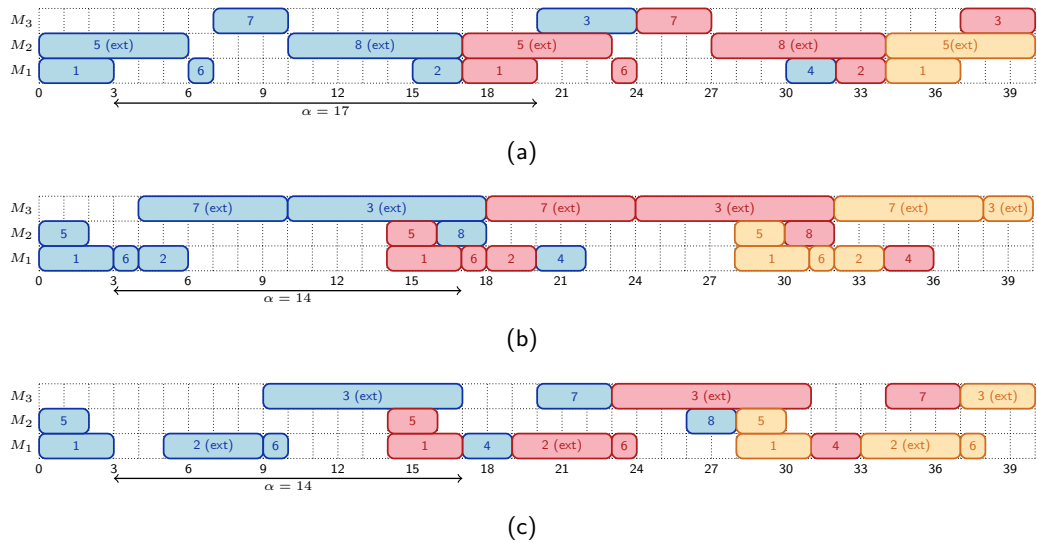 M3 7 3 7 3
M2 5 (ext) 8 (ext) 5 (ext) 8 (ext) 5(ext)
M1 1 6 2 1 6 4 2 1
0 3 6 9 12 15 18 21 24 27 30 33 36 39
α = 17
(a)
M3 7 (ext) 3 (ext) 7 (ext) 3 (ext) 7 (ext) 3 (ext)
M2 5 5 8 5 8
M1 1 6 2 1 6 2 4 1 6 2 4
0 3 6 9 12 15 18 21 24 27 30 33 36 39
α = 14
(b)
M3 3 (ext) 7 3 (ext) 7 3 (ext)
M2 5 5 8 5
M1 1 2 (ext) 6 1 4 2 (ext) 6 1 4 2 (ext) 6
0 3 6 9 12 15 18 21 24 27 30 33 36 39
α = 14
(c)